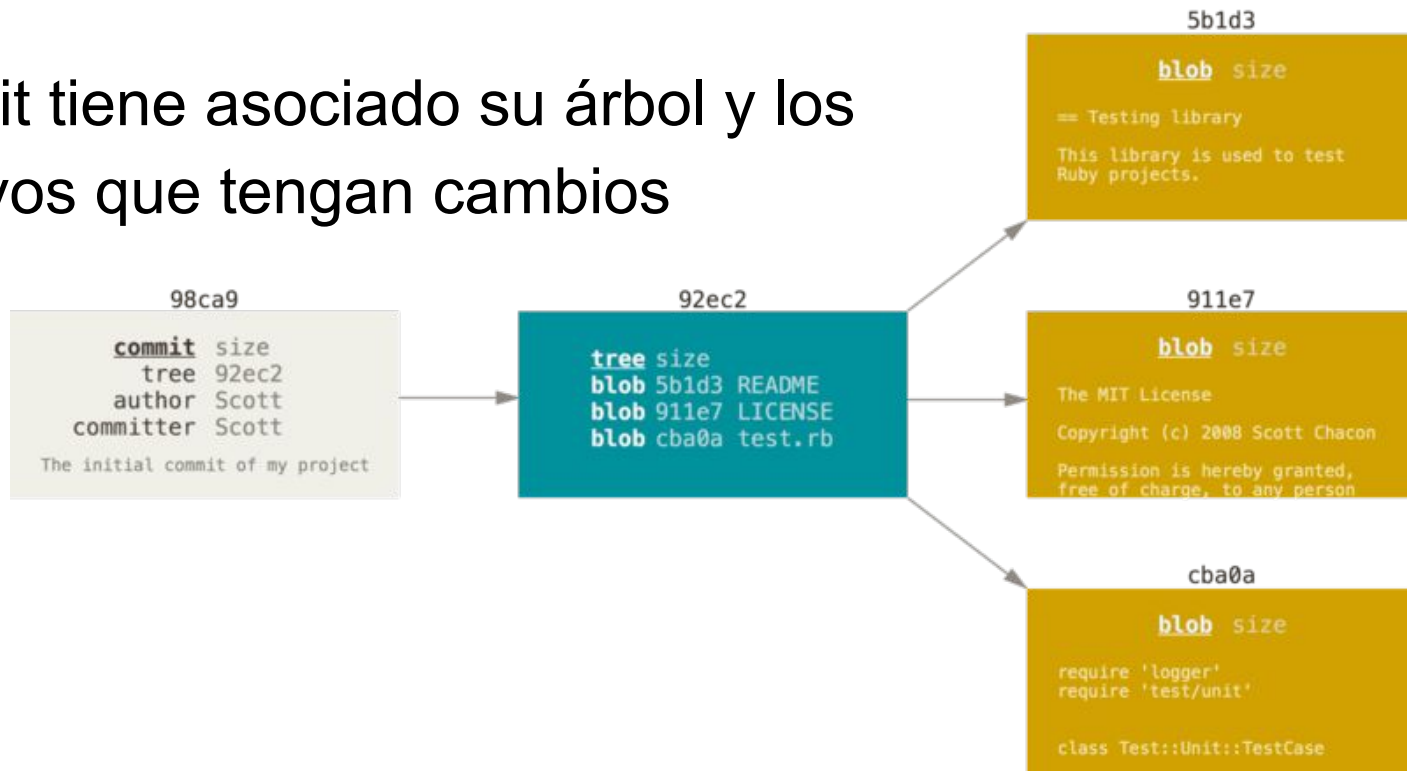 it tiene asociado su árbol y los
vos que tengan cambios
98ca9
commit size
tree 92ec2
author Scott
committer Scott
The initial commit of my project
92ec2
tree size
blob 5b1d3 README
blob 911e7 LICENSE
blob cba0a test.rb
5b1d3
blob size
== Testing library
This library is used to test
Ruby projects.
911e7
blob size
The MIT License
Copyright (c) 2008 Scott Chacon
Permission is hereby granted,
free of charge, to any person
cba0a
blob size
require 'logger'
require 'test/unit'
class Test::Unit::TestCase